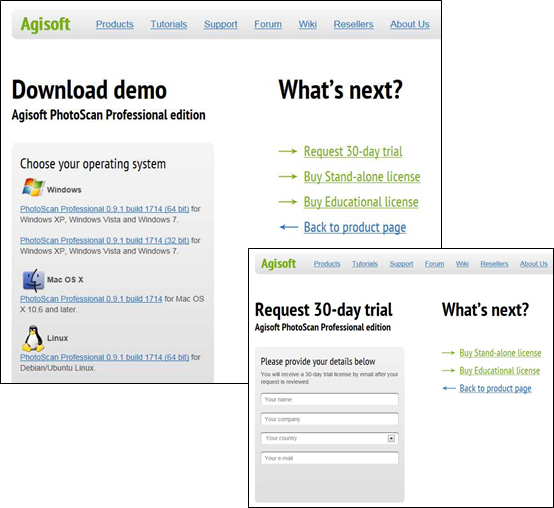 Agisoft Products Tutorials Support Forum Wiki Resellers About Us
Download demo
Agisoft PhotoScan Professional edition
Choose your operating system
Windows
PhotoScan Professional 0.9.1 build 1714 (64 bit) for
Windows XP, Windows Vista and Windows 7.
PhotoScan Professional 0.9.1 build 1714 (32 bit) for
Windows XP, Windows Vista and Windows 7.
Mac OS X
PhotoScan Professional 0.9.1 build 1714 for Mac OS
X 10.6 and later.
Linux
PhotoScan Professional 0.9.1 build 1714 (64 bit) for
Debian/Ubuntu Linux.
What's next?
Request 30-day trial
Buy Stand-alone license
Buy Educational license
Back to product page
Agisoft Products Tutorials Support Forum Wiki Resellers About Us
Request 30-day trial
Agisoft PhotoScan Professional edition
Please provide your details below
You will receive a 30-day trial license by email after your
request is reviewed.
Your name
Your company
Your country
Your e-mail
What's next?
Buy Stand-alone license
Buy Educational license
Back to product page